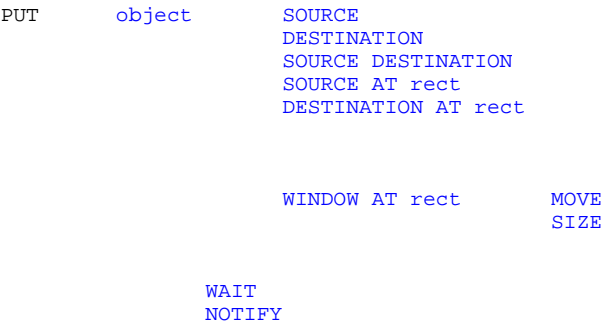 PUT object SOURCE
DESTINATION
SOURCE DESTINATION
SOURCE AT rect
DESTINATION AT rect
WINDOW AT rect MOVE
SIZE
WAIT
NOTIFY